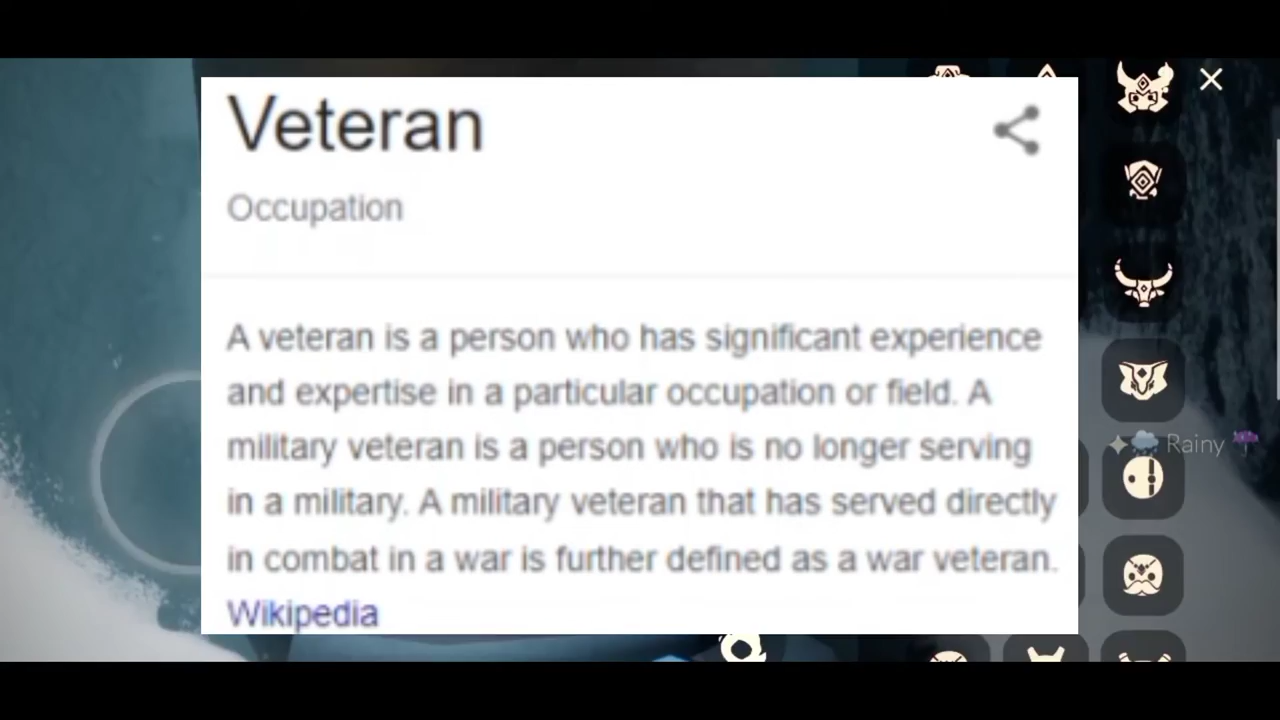 Veteran
Occupation
A veteran is a person who has significant experience
and expertise in a particular occupation or field. A
military veteran is a person who is no longer serving
in a military. A military veteran that has served directly
in combat in a war is further defined as a war veteran.
Wikipedia
Rainy